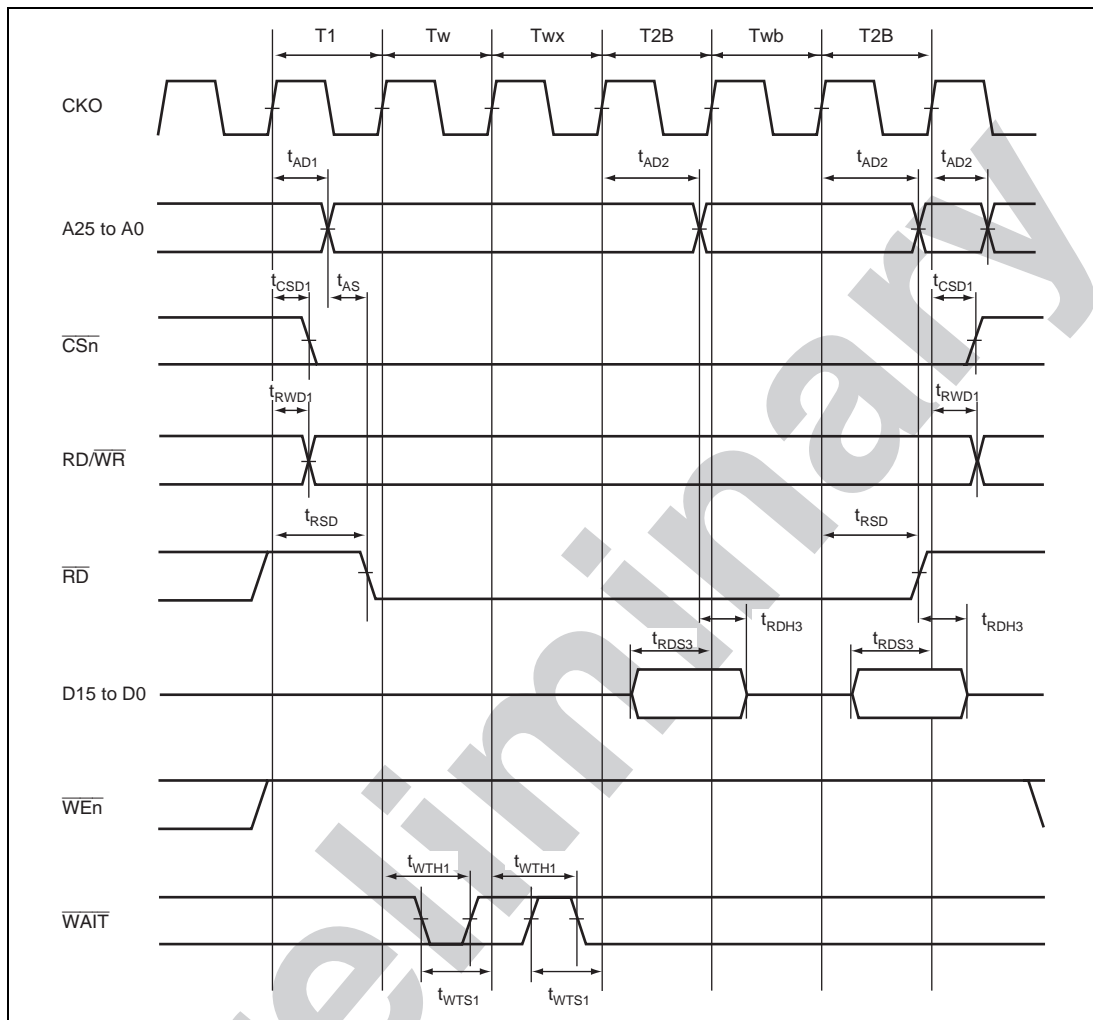 T1 Tw Twx T2B Twb T2B
CKO
tAD1 tAD2 tAD2 tAD2
A25 to A0
tCSD1 tAS tCSD1
CSn
tRWD1 tRWD1
RD/WR
tRSD tRSD
RD
tRDH3 tRDH3
tRDS3 tRDS3
D15 to D0
WEn
tWTH1 tWTH1
WAIT
tWTS1 tWTS1
eliminary